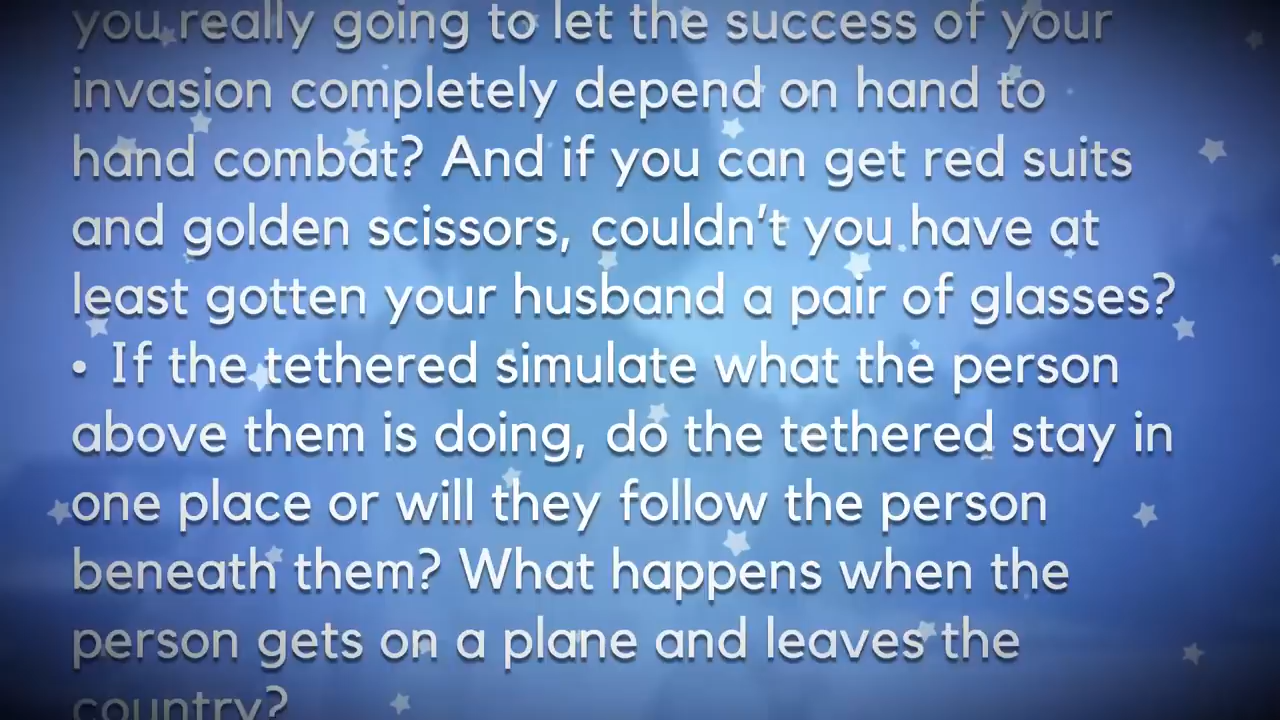 you really going to let the success of your
invasion completely depend on hand to
hand combat? And if you can get red suits
and golden scissors, couldn’t you have at
least gotten your husband a pair of glasses?
• If the tethered simulate what the person
above them is doing, do the tethered stay in
one place or will they follow the person
beneath them? What happens when the
person gets on a plane and leaves the
country?